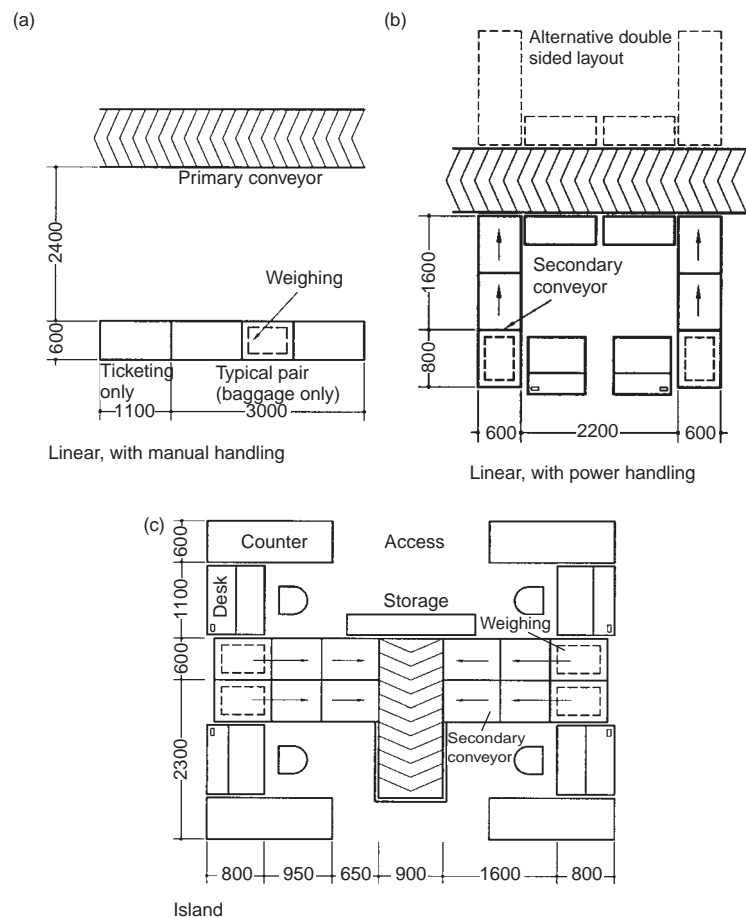 (a)
Primary conveyor
2400
Weighing
600
Ticketing
only
Typical pair
(baggage only)
1100
3000
Linear, with manual handling
(b)
Alternative double
sided layout
1600
Secondary
conveyor
800
600
2200
600
Linear, with power handling
(c)
600
Counter
Access
1100
Desk
Storage
Weighing
600
Secondary
conveyor
2300
800
950
650
900
1600
800
Island